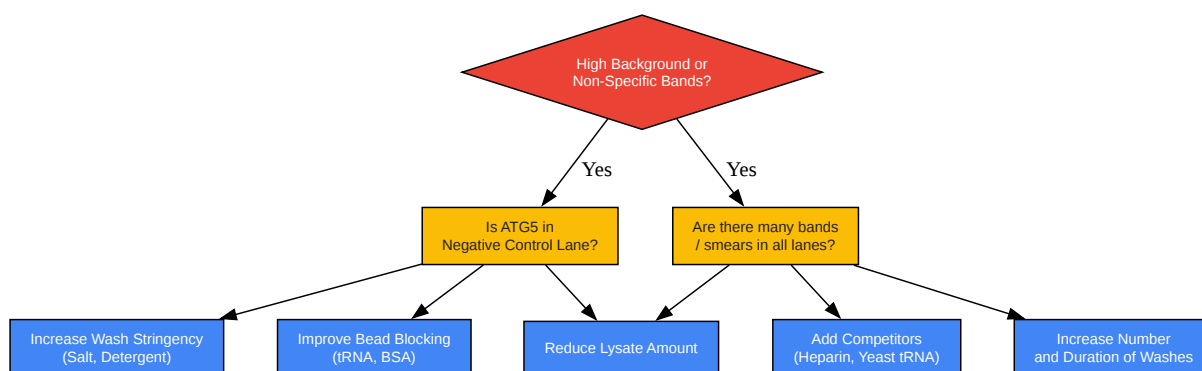 High Background or
Non-Specific Bands?
Yes
Yes
Is ATG5 in
Negative Control Lane?
Are there many bands
/ smears in all lanes?
Increase Wash Stringency
(Salt, Detergent)
Improve Bead Blocking
(tRNA, BSA)
Reduce Lysate Amount
Add Competitors
(Heparin, Yeast tRNA)
Increase Number
and Duration of Washes